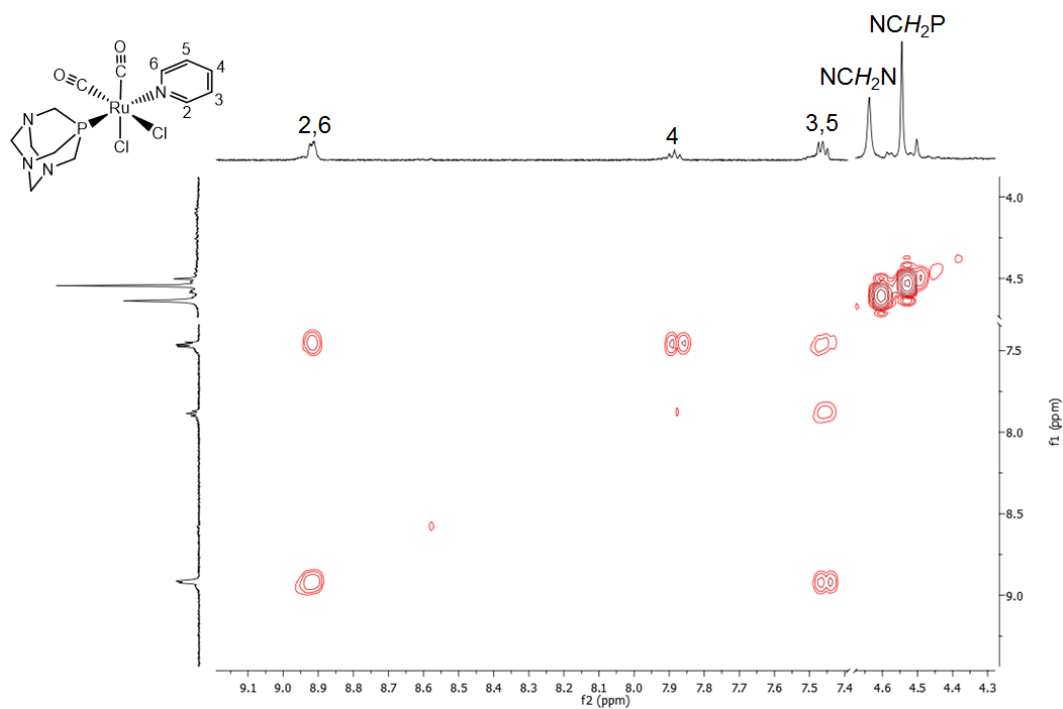 NCH2P
NCH2N
O≡C
C≡O
6
5
4
3
2
N
Ru
P
Cl
Cl
N
N
N
2,6
4
3,5
4.0
4.5
7.5
8.0
8.5
9.0
f1 (ppm)
9.1 9.0 8.9 8.8 8.7 8.6 8.5 8.4 8.3 8.2 8.1 8.0 7.9 7.8 7.7 7.6 7.5 7.4 4.6 4.5 4.4 4.3
f2 (ppm)